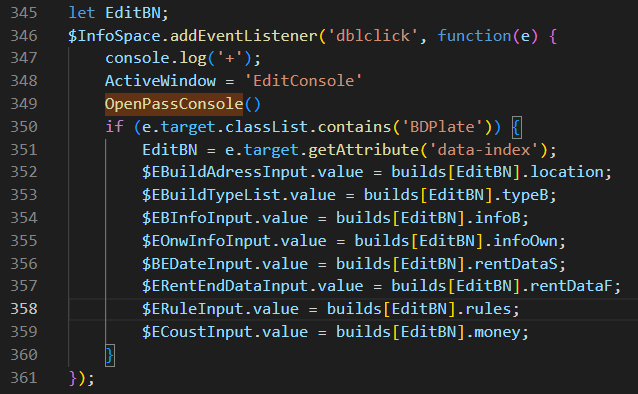 345 let EditBN;
346 $InfoSpace.addEventListener('dblclick', function(e) {
347 console.log('+');
348 ActiveWindow = 'EditConsole'
349 OpenPassConsole()
350 if (e.target.classList.contains('BDPlate')) {
351 EditBN = e.target.getAttribute('data-index');
352 $EBuildAdressInput.value = builds[EditBN].location;
353 $EBuildTypeList.value = builds[EditBN].typeB;
354 $EBInfoInput.value = builds[EditBN].infoB;
355 $EOnwInfoInput.value = builds[EditBN].infoOwn;
356 $BEDateInput.value = builds[EditBN].rentDataS;
357 $ERentEndDataInput.value = builds[EditBN].rentDataF;
358 $ERuleInput.value = builds[EditBN].rules;
359 $ECoustInput.value = builds[EditBN].money;
360 }
361 });